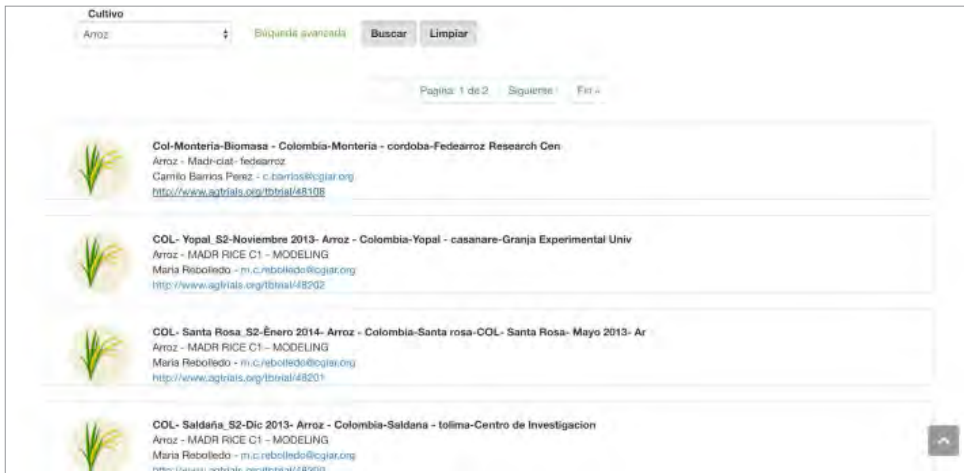 Cultivo
Arroz
Búqueda avanzada Buscar Limpiar
Pagina: 1 de 2 Siguiente Fin »
Col-Monteria-Biomasa - Colombia-Monteria - cordoba-Fedearroz Research Cen
Arroz - Madr-ciat- fedearroz
Camilo Barrios Perez - c.barrios@cgiar.org
http://www.agtrials.org/tbtrial/48108
COL- Yopal_S2-Noviembre 2013- Arroz - Colombia-Yopal - casanare-Granja Experimental Univ
Arroz - MADR RICE C1 – MODELING
Maria Rebolledo - m.c.rebolledo@cgiar.org
http://www.agtrials.org/tbtrial/48202
COL- Santa Rosa_S2-Ènero 2014- Arroz - Colombia-Santa rosa-COL- Santa Rosa- Mayo 2013- Ar
Arroz - MADR RICE C1 – MODELING
Maria Rebolledo - m.c.rebolledo@cgiar.org
http://www.agtrials.org/tbtrial/48201
COL- Saldaña_S2-Dic 2013- Arroz - Colombia-Saldana - tolima-Centro de Investigacion
Arroz - MADR RICE C1 – MODELING
Maria Rebolledo - m.c.rebolledo@cgiar.org